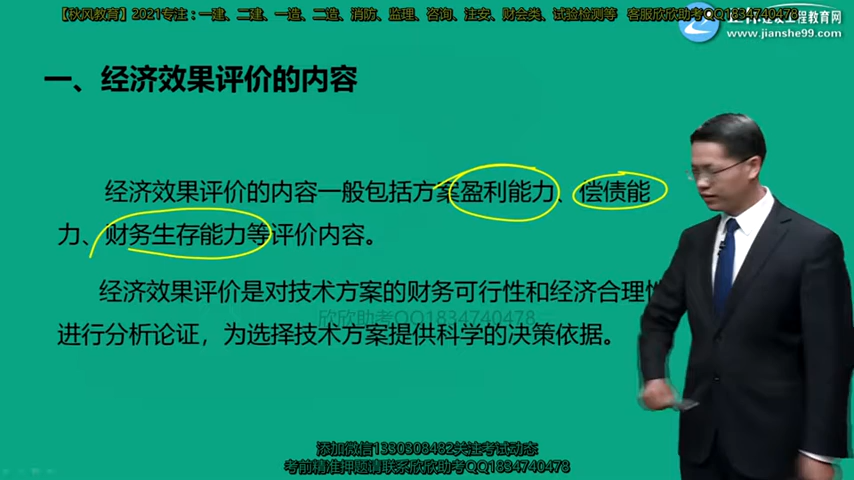 【秋风教育】2021专注：一建、二建、一造、二造、消防、监理、咨询、注安、财会类、试验检测等 客服欣欣助考QQ1834740478
工程教育网
www.jianshe99.com
一、经济效果评价的内容
经济效果评价的内容一般包括方案盈利能力、偿债能
力、财务生存能力等评价内容。
经济效果评价是对技术方案的财务可行性和经济合理性
欣欣助考QQ1834740478
进行分析论证，为选择技术方案提供科学的决策依据。
添加微信1330308482关注考试动态
考前精准押题请联系欣欣助考QQ1834740478